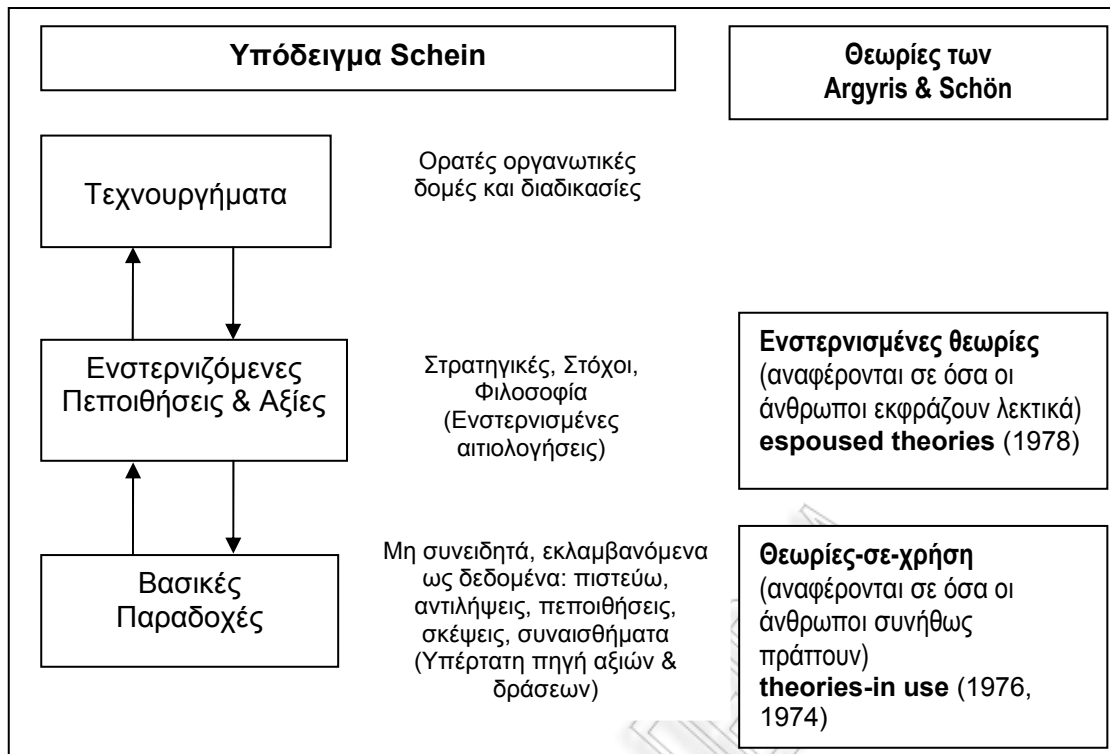 Υπόδειγμα Schein
Θεωρίες των
Argyris & Schön
Τεχνουργήματα
Ορατές οργανωτικές
δομές και διαδικασίες
Ενστερνιζόμενες
Πεποιθήσεις & Αξίες
Στρατηγικές, Στόχοι,
Φιλοσοφία
(Ενστερνισμένες
αιτιολογήσεις)
Ενστερνισμένες θεωρίες
(αναφέρονται σε όσα οι
άνθρωποι εκφράζουν λεκτικά)
espoused theories (1978)
Βασικές
Παραδοχές
Μη συνειδητά, εκλαμβανόμενα
ως δεδομένα: πιστεύω,
αντιλήψεις, πεποιθήσεις,
σκέψεις, συναισθήματα
(Υπέρτατη πηγή αξιών &
δράσεων)
Θεωρίες-σε-χρήση
(αναφέρονται σε όσα οι
άνθρωποι συνήθως
πράττουν)
theories-in use (1976,
1974)